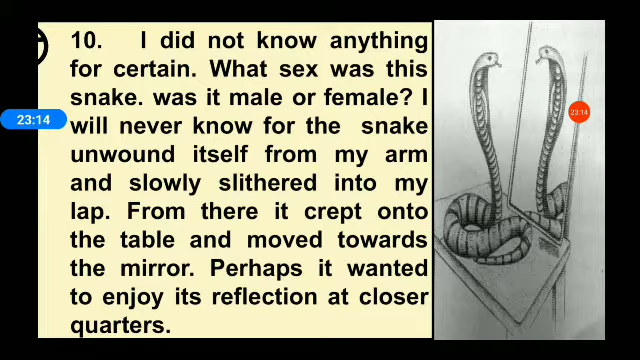 10. I did not know anything
for certain. What sex was this
snake. was it male or female? I
will never know for the snake
unwound itself from my arm
and slowly slithered into my
lap. From there it crept onto
the table and moved towards
the mirror. Perhaps it wanted
to enjoy its reflection at closer
quarters.
23:14
23:14